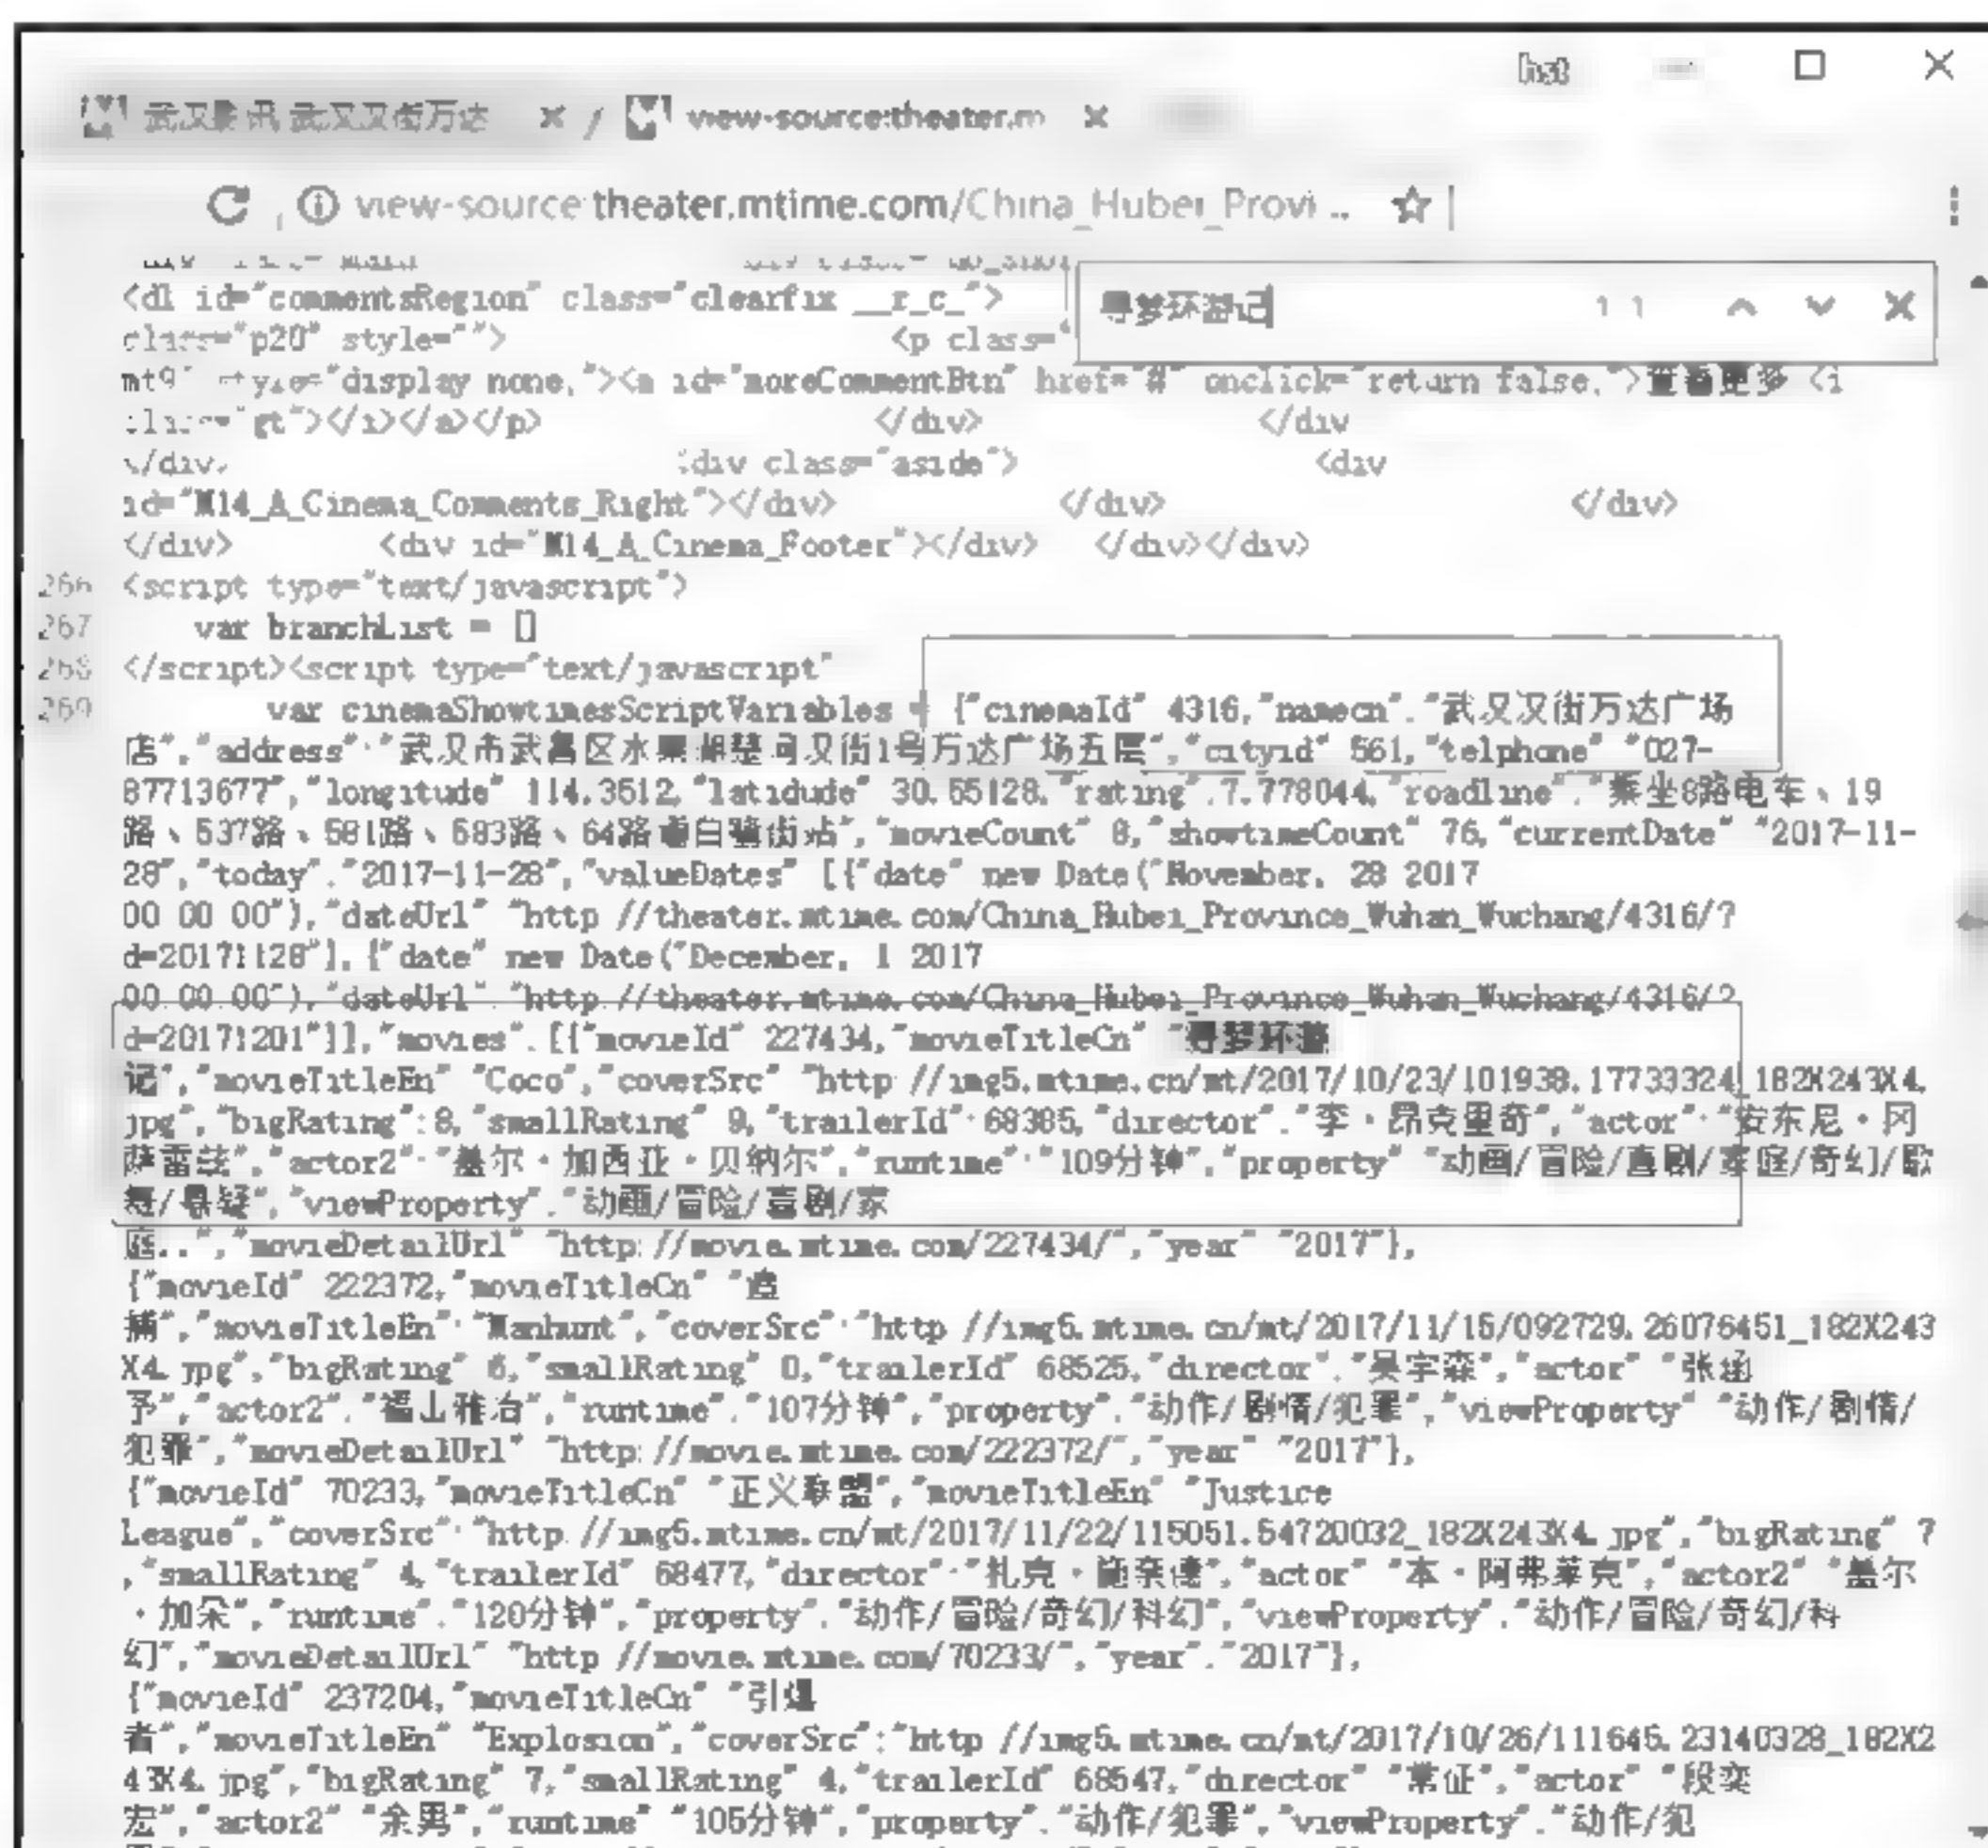 hst
武汉影讯 武汉汉街万达 × / view-source:theater.m ×
view-source:theater.mtime.com/China_Hubei_Provi ..
寻梦环游记 1 1
<dl id="commentsRegion" class="clearfix __r_c_">
class="p20" style=""> <p class="
mt9" style="display none,"><a id="moreCommentBtn" href="#" onclick="return false,">查看更多 <i
class="gt"></i></a></p> </div> </div
</div> <div class="aside"> <div
id="M14_A_Cinema_Comments_Right"></div> </div> </div>
</div> <div id="M14_A_Cinema_Footer"></div> </div></div>
266 <script type="text/javascript">
267 var branchList = []
268 </script><script type="text/javascript"
269 var cinemaShowtimesScriptVariables = {"cinemaId" 4316,"namecn"."武汉汉街万达广场
店","address":"武汉市武昌区水果湖楚河汉街1号万达广场五层","cityid" 561,"telphone" "027-
87713677","longitude" 114.3512,"latidude" 30.55128,"rating".7.778044,"roadline"."乘坐8路电车、19
路、537路、581路、583路、64路 街站","movieCount" 8,"showtimeCount" 76,"currentDate" "2017-11-
28","today"."2017-11-28","valueDates" [{"date" new Date("November, 28 2017
00 00 00"),"dateUrl" "http //theater.mtime.com/China_Hubei_Province_Wuhan_Wuchang/4316/?
d=20171128"},{"date" new Date("December, 1 2017
00 00 00"),"dateUrl" "http //theater.mtime.com/China_Hubei_Province_Wuhan_Wuchang/4316/?
d=20171201"}],"movies".[{"movieId" 227434,"movieTitleCn" "寻梦环游
记","movieTitleEn" "Coco","coverSrc" "http //img5.mtime.cn/mt/2017/10/23/101938.17733324_182X243X4.
jpg","bigRating":8,"smallRating" 9,"trailerId":68385,"director"."李·昂克里奇","actor":"安东尼·冈
萨雷兹","actor2":"盖尔·加西亚·贝纳尔","runtime":"109分钟","property" "动画/冒险/喜剧/家庭/奇幻/歌
舞/悬疑","viewProperty"."动画/冒险/喜剧/家
庭..","movieDetailUrl" "http://movie.mtime.com/227434/","year" "2017"},
{"movieId" 222372,"movieTitleCn" "追
捕","movieTitleEn":"Manhunt","coverSrc":"http //img5.mtime.cn/mt/2017/11/15/092729.26076451_182X243
X4.jpg","bigRating" 6,"smallRating" 0,"trailerId" 68525,"director"."吴宇森","actor" "张涵
予","actor2"."福山雅治","runtime"."107分钟","property"."动作/剧情/犯罪","viewProperty" "动作/剧情/
犯罪","movieDetailUrl" "http://movie.mtime.com/222372/","year" "2017"},
{"movieId" 70233,"movieTitleCn" "正义联盟","movieTitleEn" "Justice
League","coverSrc":"http //img5.mtime.cn/mt/2017/11/22/115051.54720032_182X243X4.jpg","bigRating" 7
,"smallRating" 4,"trailerId" 68477,"director":"扎克·施奈德","actor" "本·阿弗莱克","actor2" "盖尔
·加朵","runtime"."120分钟","property"."动作/冒险/奇幻/科幻","viewProperty"."动作/冒险/奇幻/科
幻","movieDetailUrl" "http //movie.mtime.com/70233/","year"."2017"},
{"movieId" 237204,"movieTitleCn" "引爆
者","movieTitleEn" "Explosion","coverSrc":"http //img5.mtime.cn/mt/2017/10/26/111645.23140328_182X2
43X4.jpg","bigRating" 7,"smallRating" 4,"trailerId" 68547,"director" "常征","actor" "段奕
宏","actor2" "余男","runtime" "105分钟","property"."动作/犯罪","viewProperty"."动作/犯